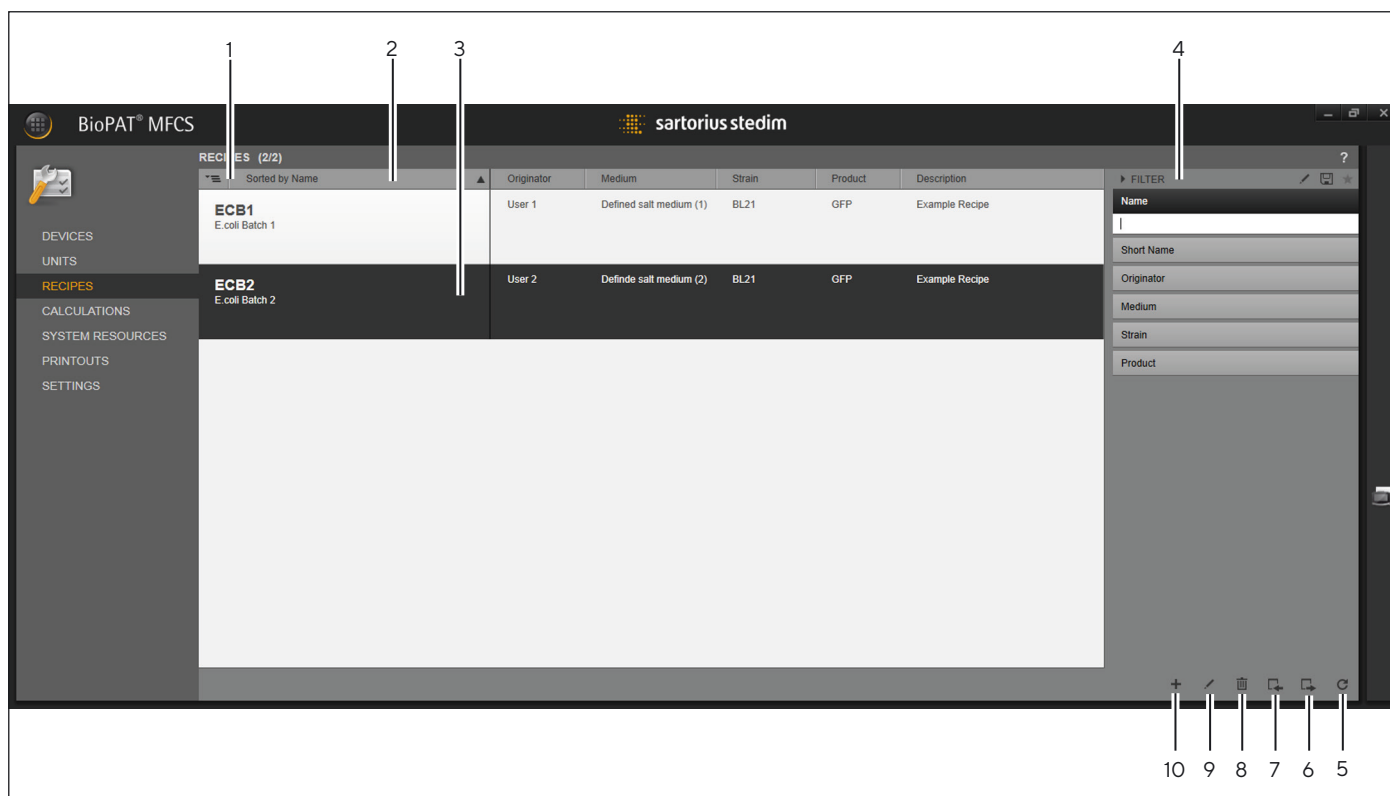 1 2 3 4
BioPAT® MFCS sartorius stedim
RECIPES (2/2) ?
Sorted by Name Originator Medium Strain Product Description FILTER
ECB1 User 1 Defined salt medium (1) BL21 GFP Example Recipe Name
E.coli Batch 1
DEVICES
Short Name
UNITS
RECIPES ECB2 User 2 Definde salt medium (2) BL21 GFP Example Recipe Originator
E.coli Batch 2
CALCULATIONS Medium
SYSTEM RESOURCES Strain
PRINTOUTS Product
SETTINGS
10 9 8 7 6 5